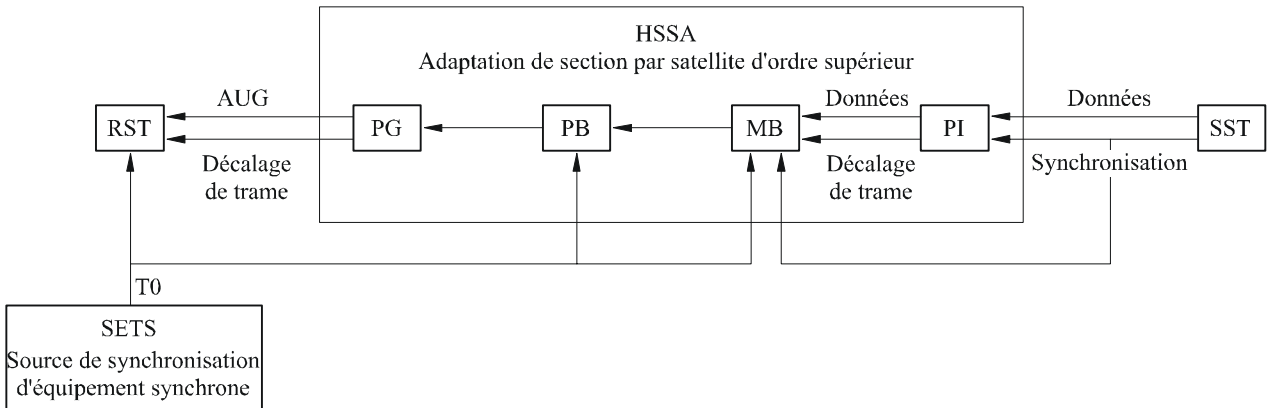 HSSA
Adaptation de section par satellite d'ordre supérieur
AUG
Données
Données
RST
PG
PB
MB
PI
SST
Décalage
de trame
Décalage
de trame
Synchronisation
T0
SETS
Source de synchronisation
d'équipement synchrone